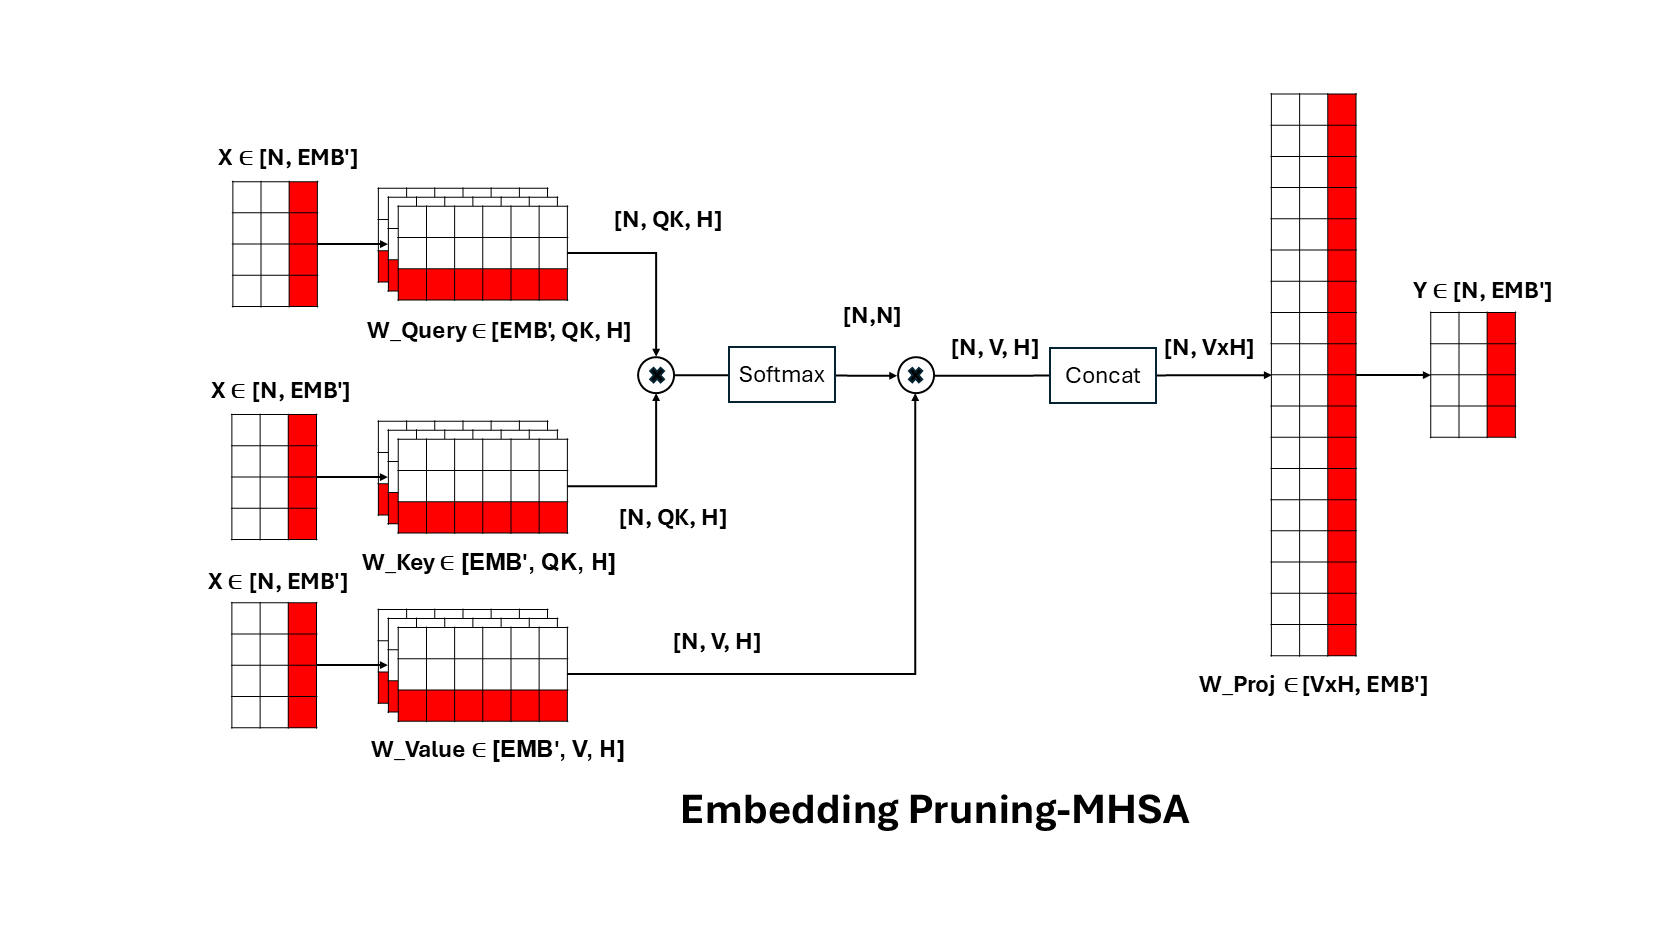 X ∈ [N, EMB']
[N, QK, H]
W_Query ∈ [EMB', QK, H]
X ∈ [N, EMB']
[N, QK, H]
W_Key ∈ [EMB', QK, H]
X ∈ [N, EMB']
[N, V, H]
W_Value ∈ [EMB', V, H]
Softmax
[N,N]
[N, V, H]
Concat
[N, VxH]
W_Proj ∈ [VxH, EMB']
Y ∈ [N, EMB']
Embedding Pruning-MHSA